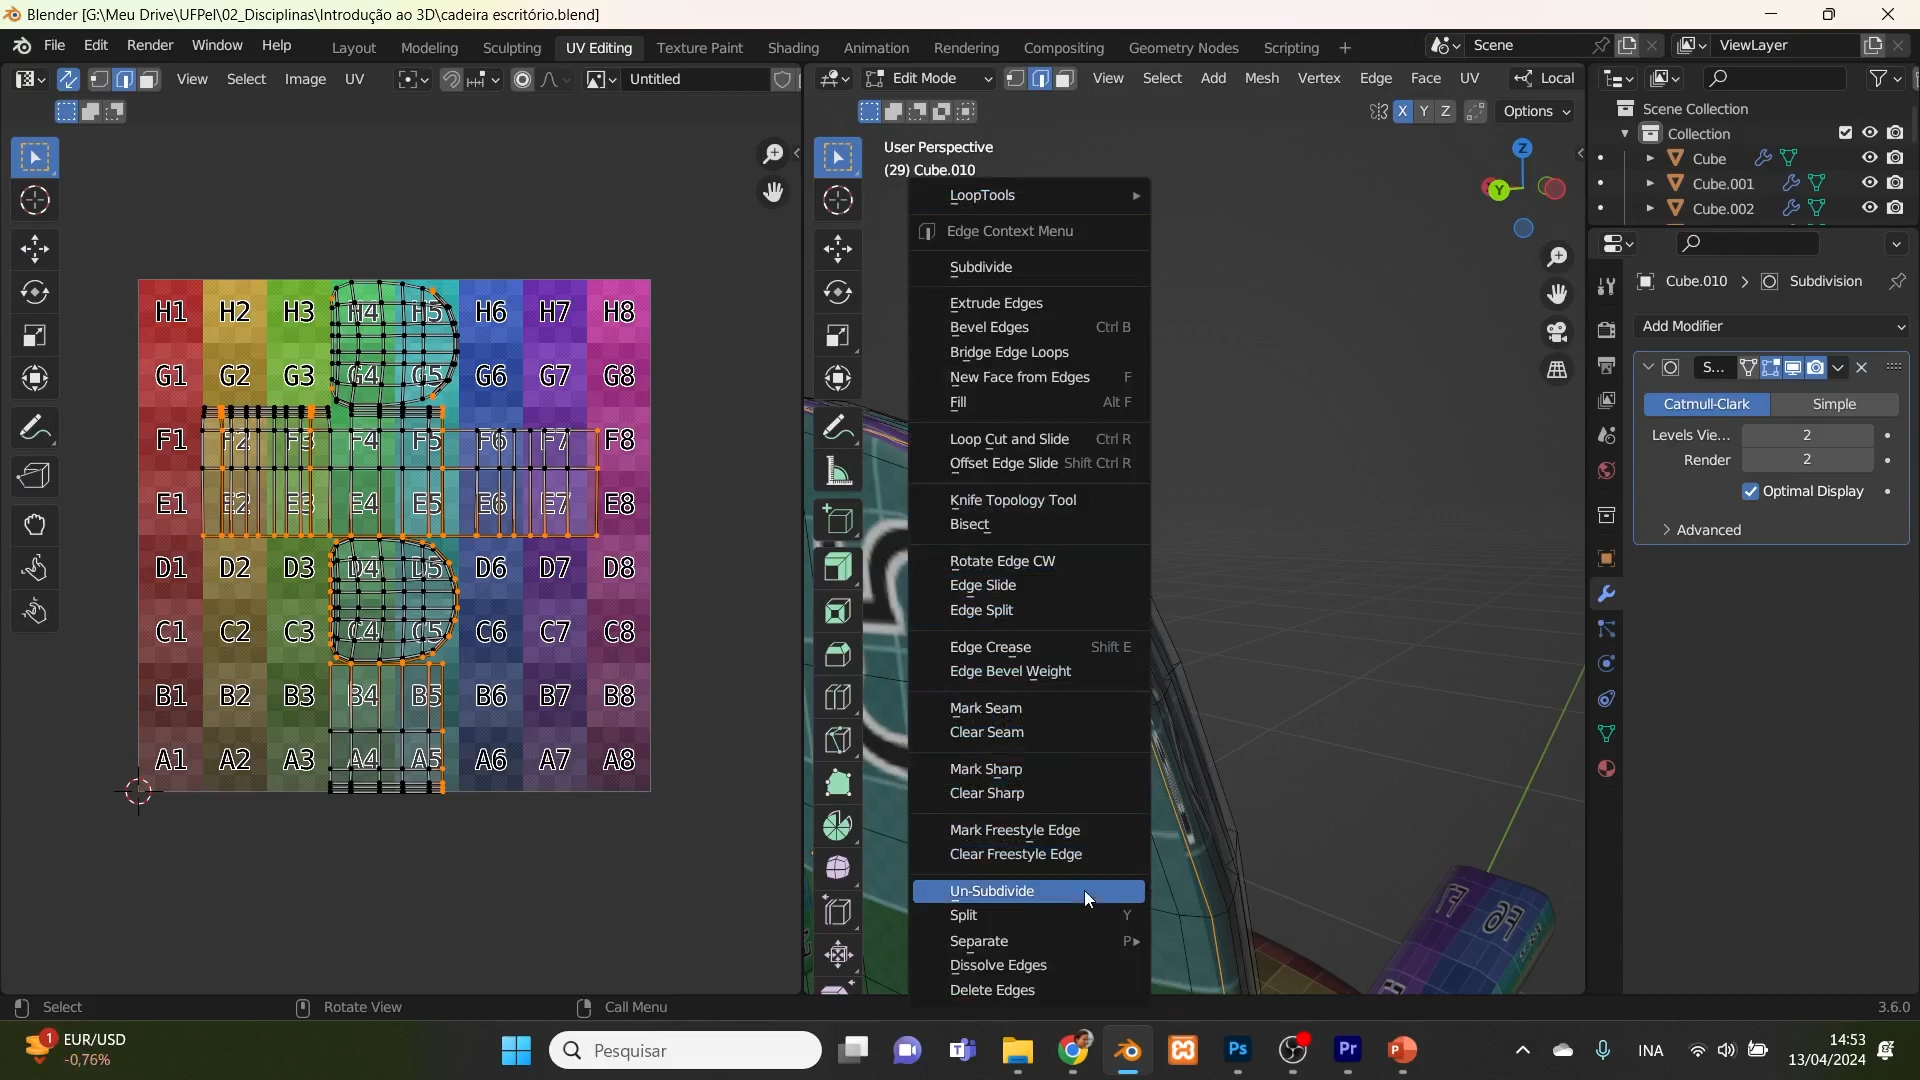 Blender [G:\Meu Drive\UFPel\02_Disciplinas\Introdução ao 3D\cadeira escritório.blend]
File Edit Render Window Help Layout Modeling Sculpting UV Editing Texture Paint Shading Animation Rendering Compositing Geometry Nodes Scripting + Scene ViewLayer
View Select Image UV Untitled Edit Mode View Select Add Mesh Vertex Edge Face UV Local
X Y Z Options
Scene Collection
Collection
Cube
Cube.001
Cube.002
User Perspective
(29) Cube.010
Z
Y
LoopTools
Edge Context Menu
Subdivide
Extrude Edges
Bevel Edges Ctrl B
Bridge Edge Loops
New Face from Edges F
Fill Alt F
Loop Cut and Slide Ctrl R
Offset Edge Slide Shift Ctrl R
Knife Topology Tool
Bisect
Rotate Edge CW
Edge Slide
Edge Split
Edge Crease Shift E
Edge Bevel Weight
Mark Seam
Clear Seam
Mark Sharp
Clear Sharp
Mark Freestyle Edge
Clear Freestyle Edge
Un-Subdivide
Split Y
Separate P
Dissolve Edges
Delete Edges
H1 H2 H3 H4 H5 H6 H7 H8
G1 G2 G3 G4 G5 G6 G7 G8
F1 F2 F3 F4 F5 F6 F7 F8
E1 E2 E3 E4 E5 E6 E7 E8
D1 D2 D3 D4 D5 D6 D7 D8
C1 C2 C3 C4 C5 C6 C7 C8
B1 B2 B3 B4 B5 B6 B7 B8
A1 A2 A3 A4 A5 A6 A7 A8
Cube.010 Subdivision
Add Modifier
S...
Catmull-Clark Simple
Levels Vie... 2
Render 2
Optimal Display
Advanced
Select Rotate View Call Menu 3.6.0
1 EUR/USD
-0,76%
Pesquisar
Ps Pr
INA
14:53
13/04/2024